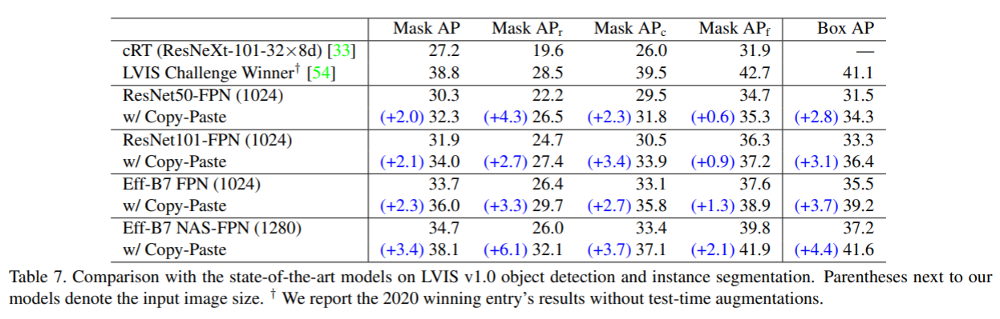 Mask AP Mask APr Mask APc Mask APf Box AP
cRT (ResNeXt-101-32×8d) [33] 27.2 19.6 26.0 31.9 —
LVIS Challenge Winner† [54] 38.8 28.5 39.5 42.7 41.1
ResNet50-FPN (1024) 30.3 22.2 29.5 34.7 31.5
w/ Copy-Paste (+2.0) 32.3 (+4.3) 26.5 (+2.3) 31.8 (+0.6) 35.3 (+2.8) 34.3
ResNet101-FPN (1024) 31.9 24.7 30.5 36.3 33.3
w/ Copy-Paste (+2.1) 34.0 (+2.7) 27.4 (+3.4) 33.9 (+0.9) 37.2 (+3.1) 36.4
Eff-B7 FPN (1024) 33.7 26.4 33.1 37.6 35.5
w/ Copy-Paste (+2.3) 36.0 (+3.3) 29.7 (+2.7) 35.8 (+1.3) 38.9 (+3.7) 39.2
Eff-B7 NAS-FPN (1280) 34.7 26.0 33.4 39.8 37.2
w/ Copy-Paste (+3.4) 38.1 (+6.1) 32.1 (+3.7) 37.1 (+2.1) 41.9 (+4.4) 41.6
Table 7. Comparison with the state-of-the-art models on LVIS v1.0 object detection and instance segmentation. Parentheses next to our
models denote the input image size. † We report the 2020 winning entry's results without test-time augmentations.